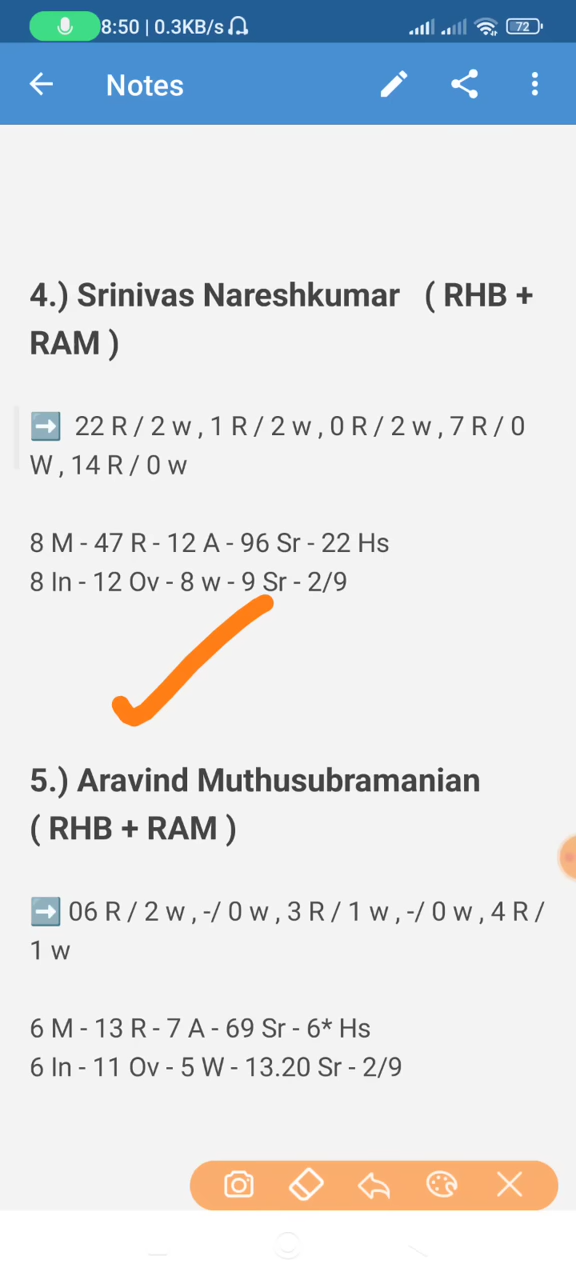 8:50 | 0.3KB/s
72
Notes
4.) Srinivas Nareshkumar ( RHB +
RAM )
➡️ 22 R / 2 w , 1 R / 2 w , 0 R / 2 w , 7 R / 0
W , 14 R / 0 w
8 M - 47 R - 12 A - 96 Sr - 22 Hs
8 In - 12 Ov - 8 w - 9 Sr - 2/9
5.) Aravind Muthusubramanian
( RHB + RAM )
➡️ 06 R / 2 w , -/ 0 w , 3 R / 1 w , -/ 0 w , 4 R /
1 w
6 M - 13 R - 7 A - 69 Sr - 6* Hs
6 In - 11 Ov - 5 W - 13.20 Sr - 2/9